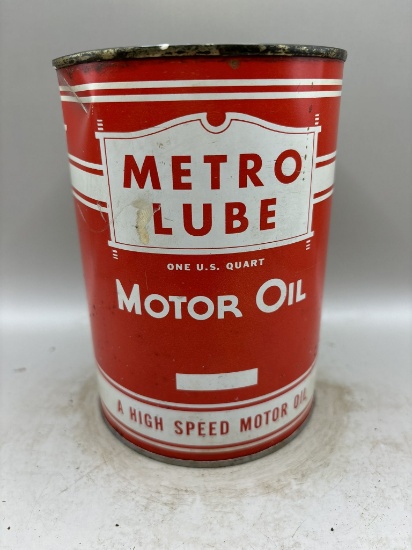 METRO
LUBE
ONE U.S. QUART
MOTOR OIL
A HIGH SPEED MOTOR OIL